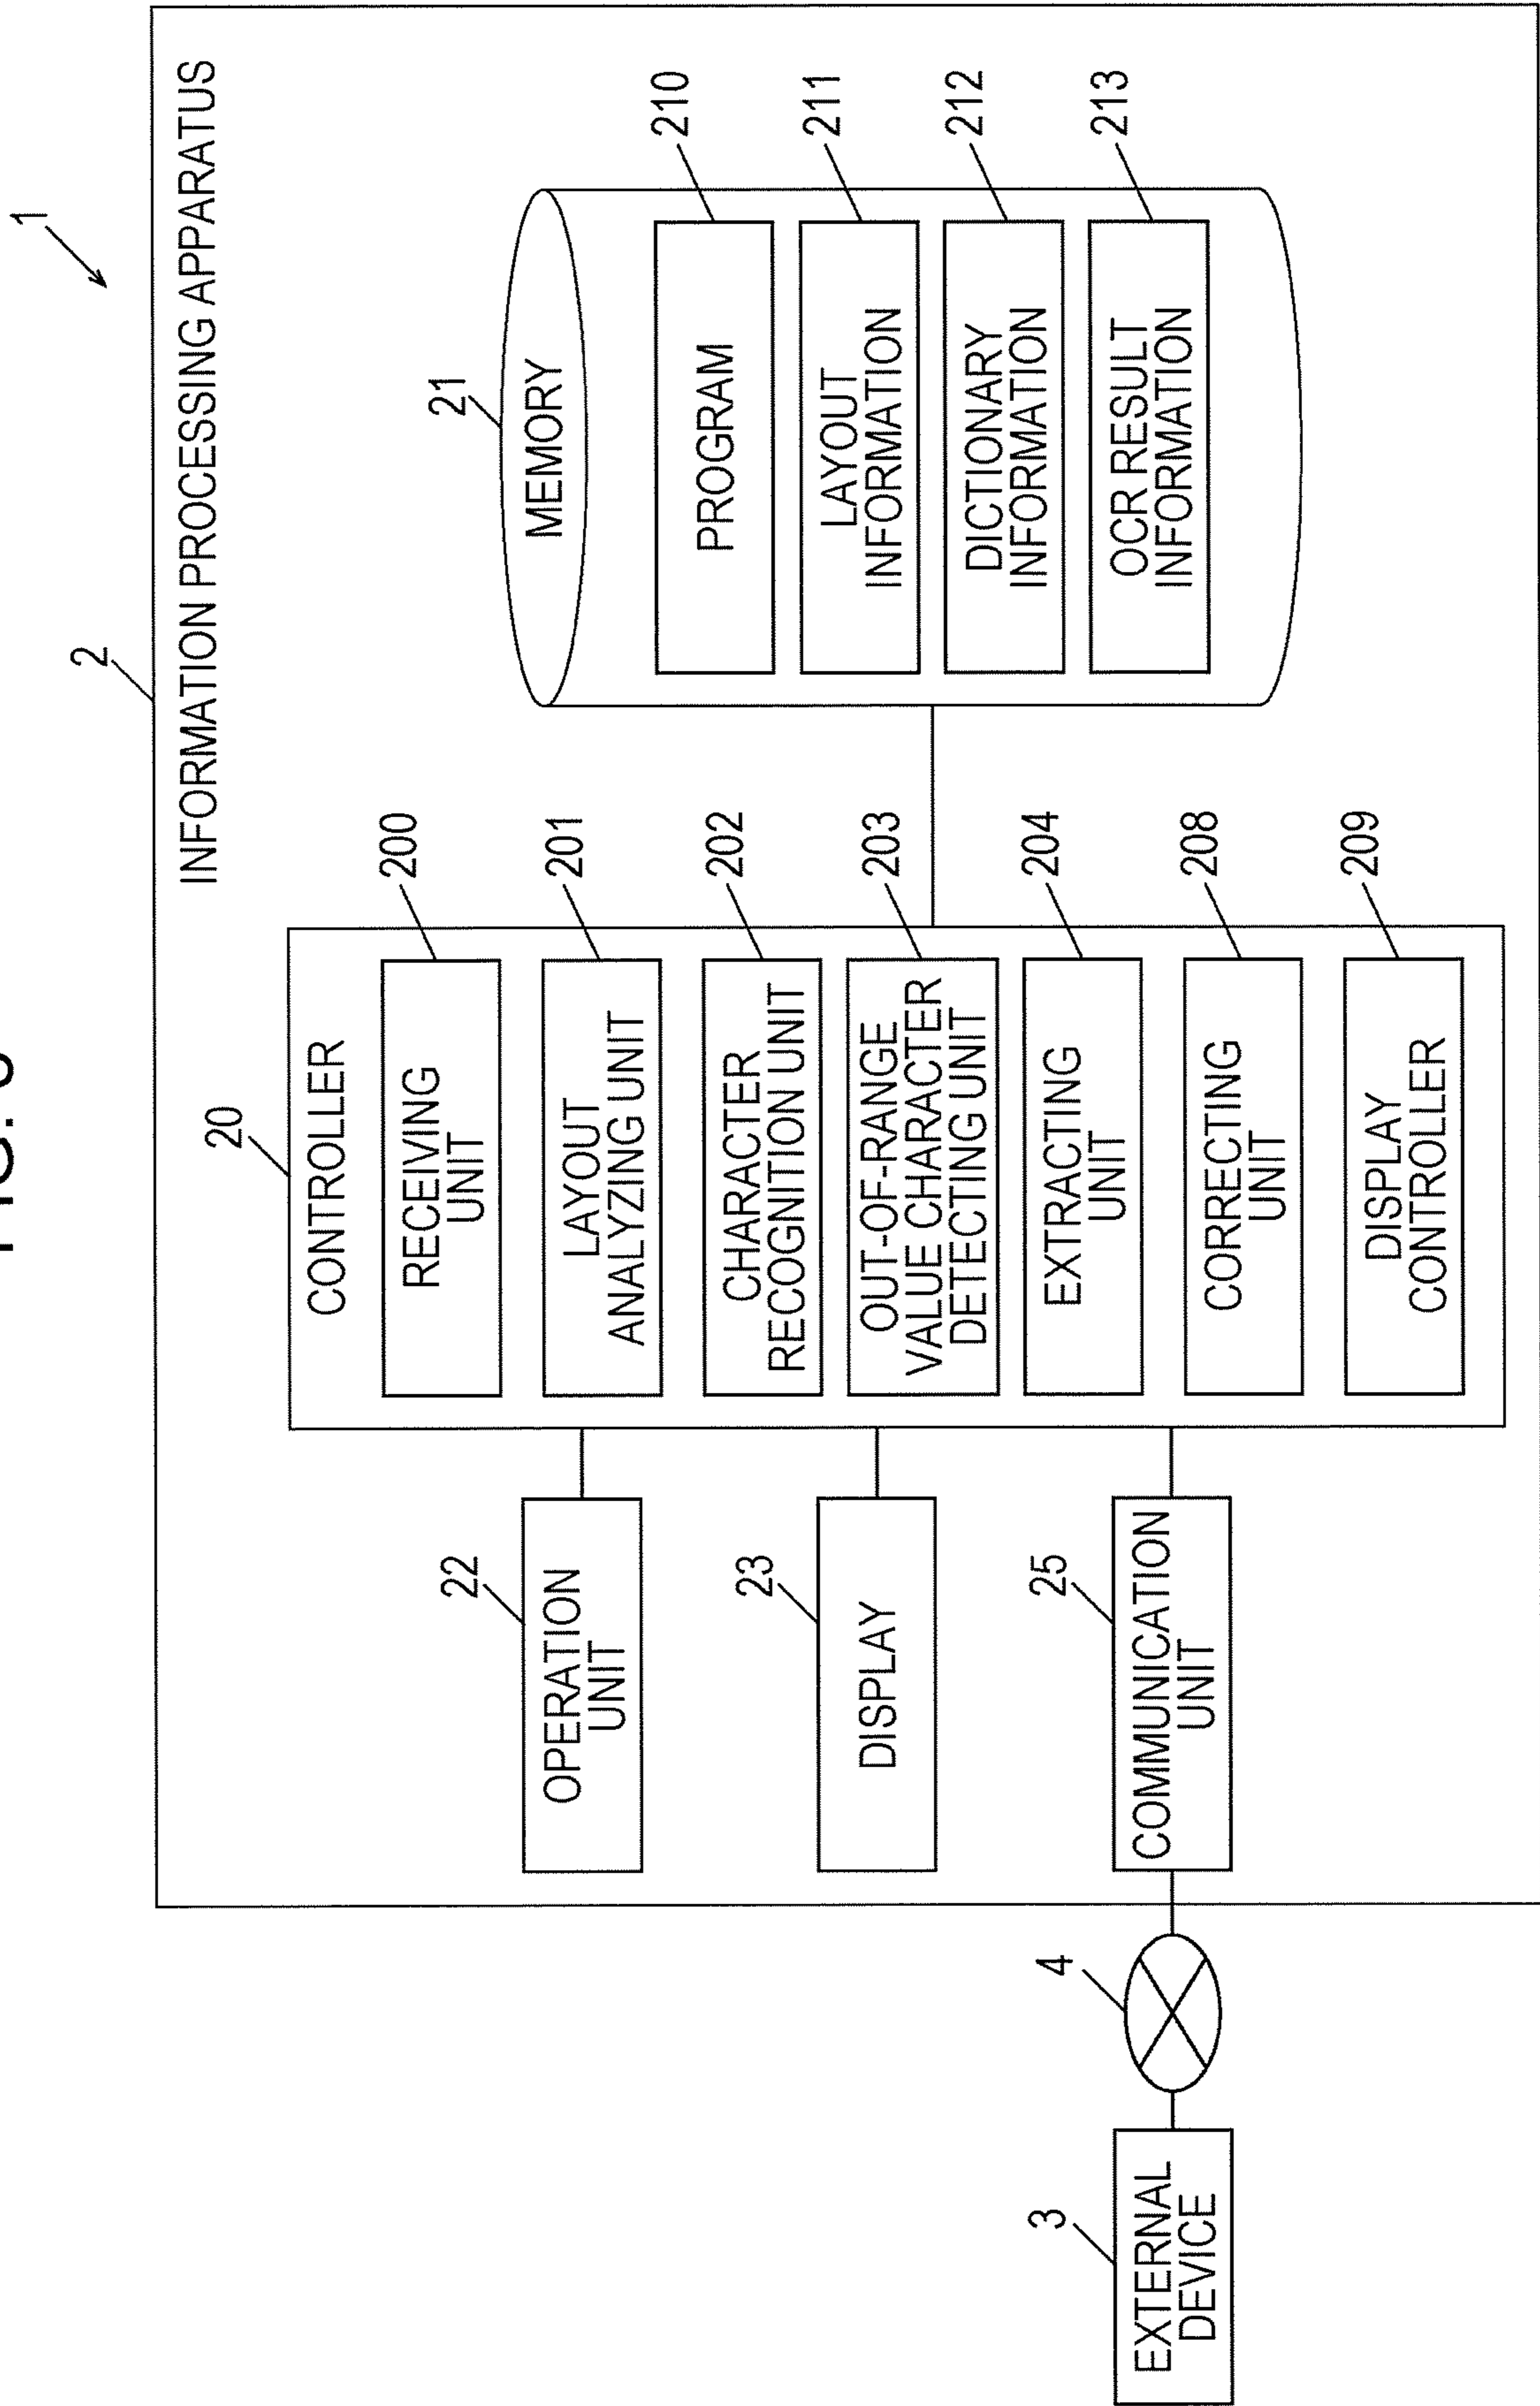 FIG.
1
2
INFORMATION PROCESSING APPARATUS
20
CONTROLLER
200
RECEIVING
UNIT
201
LAYOUT
ANALYZING UNIT
202
CHARACTER
RECOGNITION UNIT
203
OUT-OF-RANGE
VALUE CHARACTER
DETECTING UNIT
204
EXTRACTING
UNIT
208
CORRECTING
UNIT
209
DISPLAY
CONTROLLER
21
MEMORY
210
PROGRAM
211
LAYOUT
INFORMATION
212
DICTIONARY
INFORMATION
213
OCR RESULT
INFORMATION
22
OPERATION
UNIT
23
DISPLAY
25
COMMUNICATION
UNIT
4
3
EXTERNAL
DEVICE